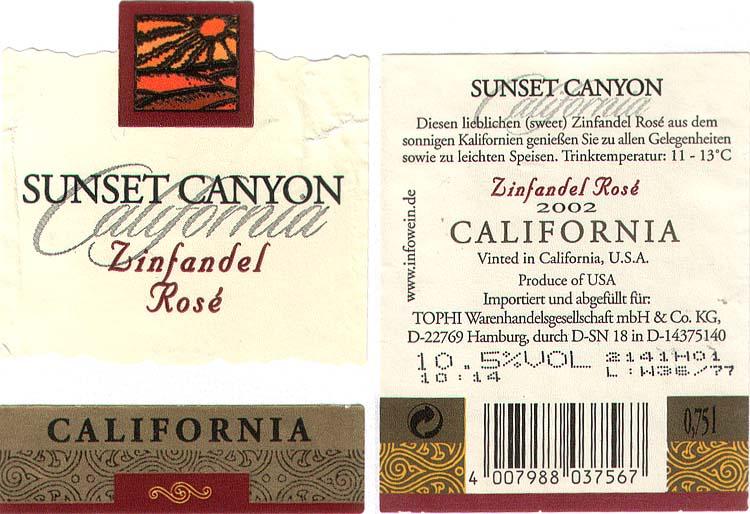 SUNSET CANYON
California
Zinfandel
Rosé
CALIFORNIA
SUNSET CANYON
California
Diesen lieblichen (sweet) Zinfandel Rosé aus dem
sonnigen Kalifornien genießen Sie zu allen Gelegenheiten
sowie zu leichten Speisen. Trinktemperatur: 11 - 13°C
www.infowein.de
Zinfandel Rosé
2002
CALIFORNIA
Vinted in California, U.S.A.
Produce of USA
Importiert und abgefüllt für:
TOPHI Warenhandelsgesellschaft mbH & Co. KG,
D-22769 Hamburg, durch D-SN 18 in D-14375140
10.5%VOL 3141H01
10:14 L:W36/77
0,75l
4 007988 037567